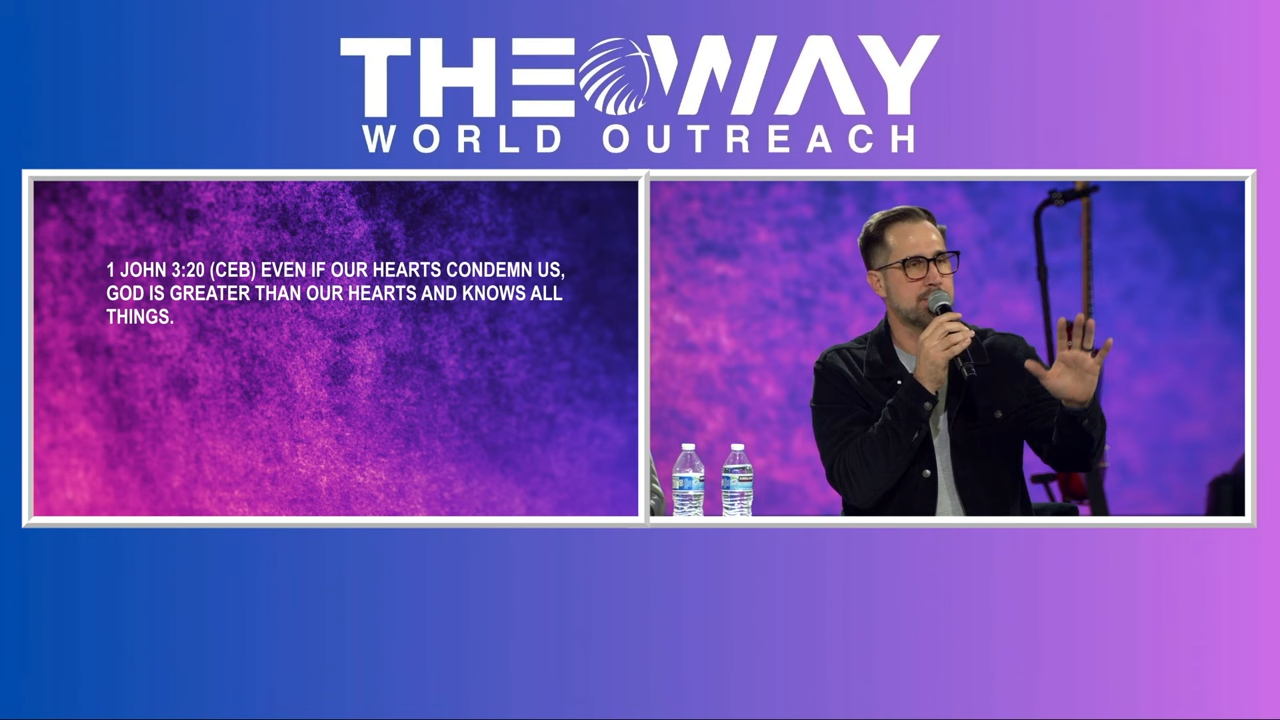 THE WAY
WORLD OUTREACH
1 JOHN 3:20 (CEB) EVEN IF OUR HEARTS CONDEMN US,
GOD IS GREATER THAN OUR HEARTS AND KNOWS ALL
THINGS.